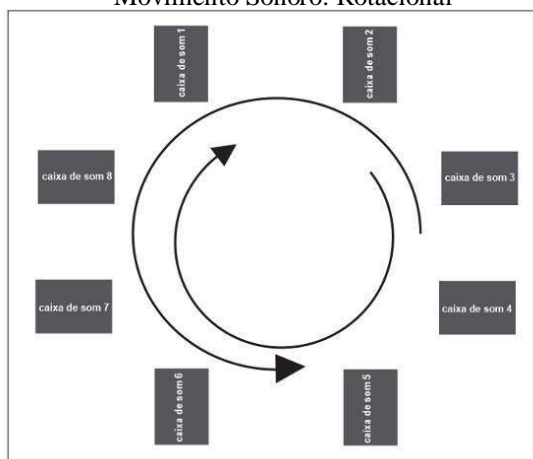 Movimento Sonoro: Rotacional
caixa de som 1
caixa de som 2
caixa de som 8
caixa de som 3
caixa de som 7
caixa de som 4
caixa de som 6
caixa de som 5